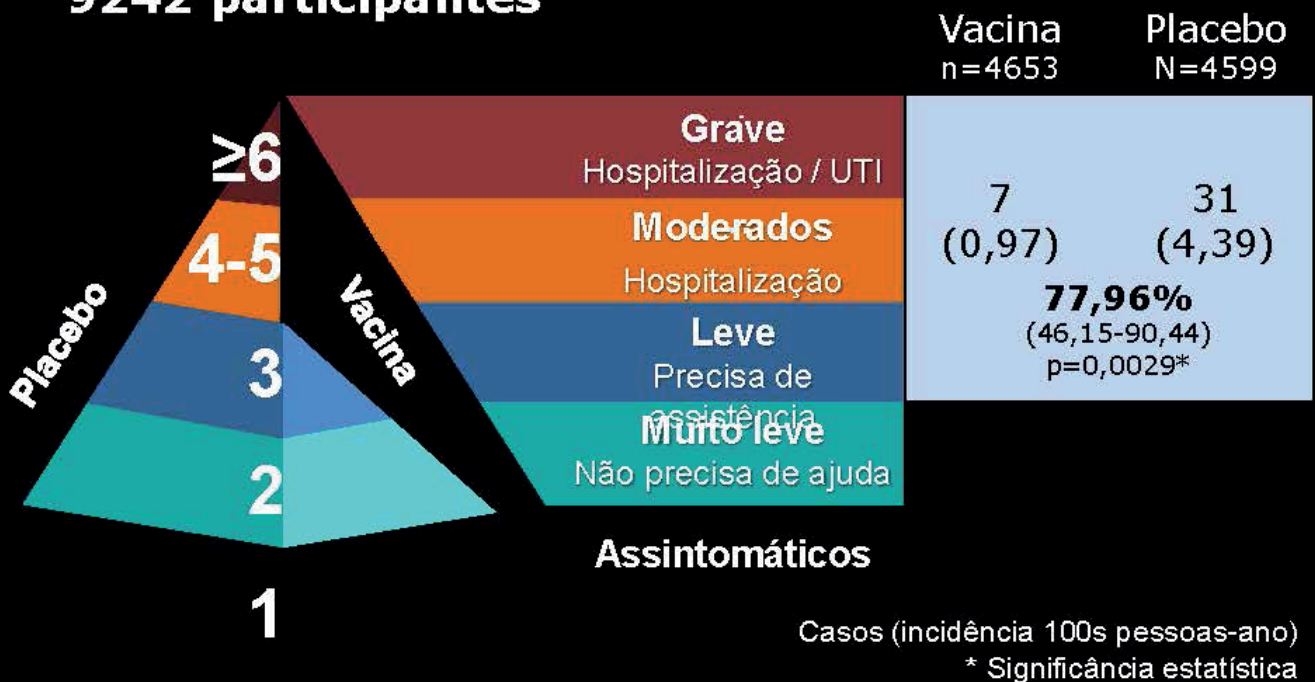 9242 participantes
Vacina Placebo
n=4653 N=4599
≥6
Grave
Hospitalização / UTI
4-5
Moderados
Hospitalização
7 31
(0,97) (4,39)
77,96%
(46,15-90,44)
p=0,0029*
Placebo
Vacina
3
Leve
Precisa de
assistência
2
Muito leve
Não precisa de ajuda
Assintomáticos
1
Casos (incidência 100s pessoas-ano)
* Significância estatística